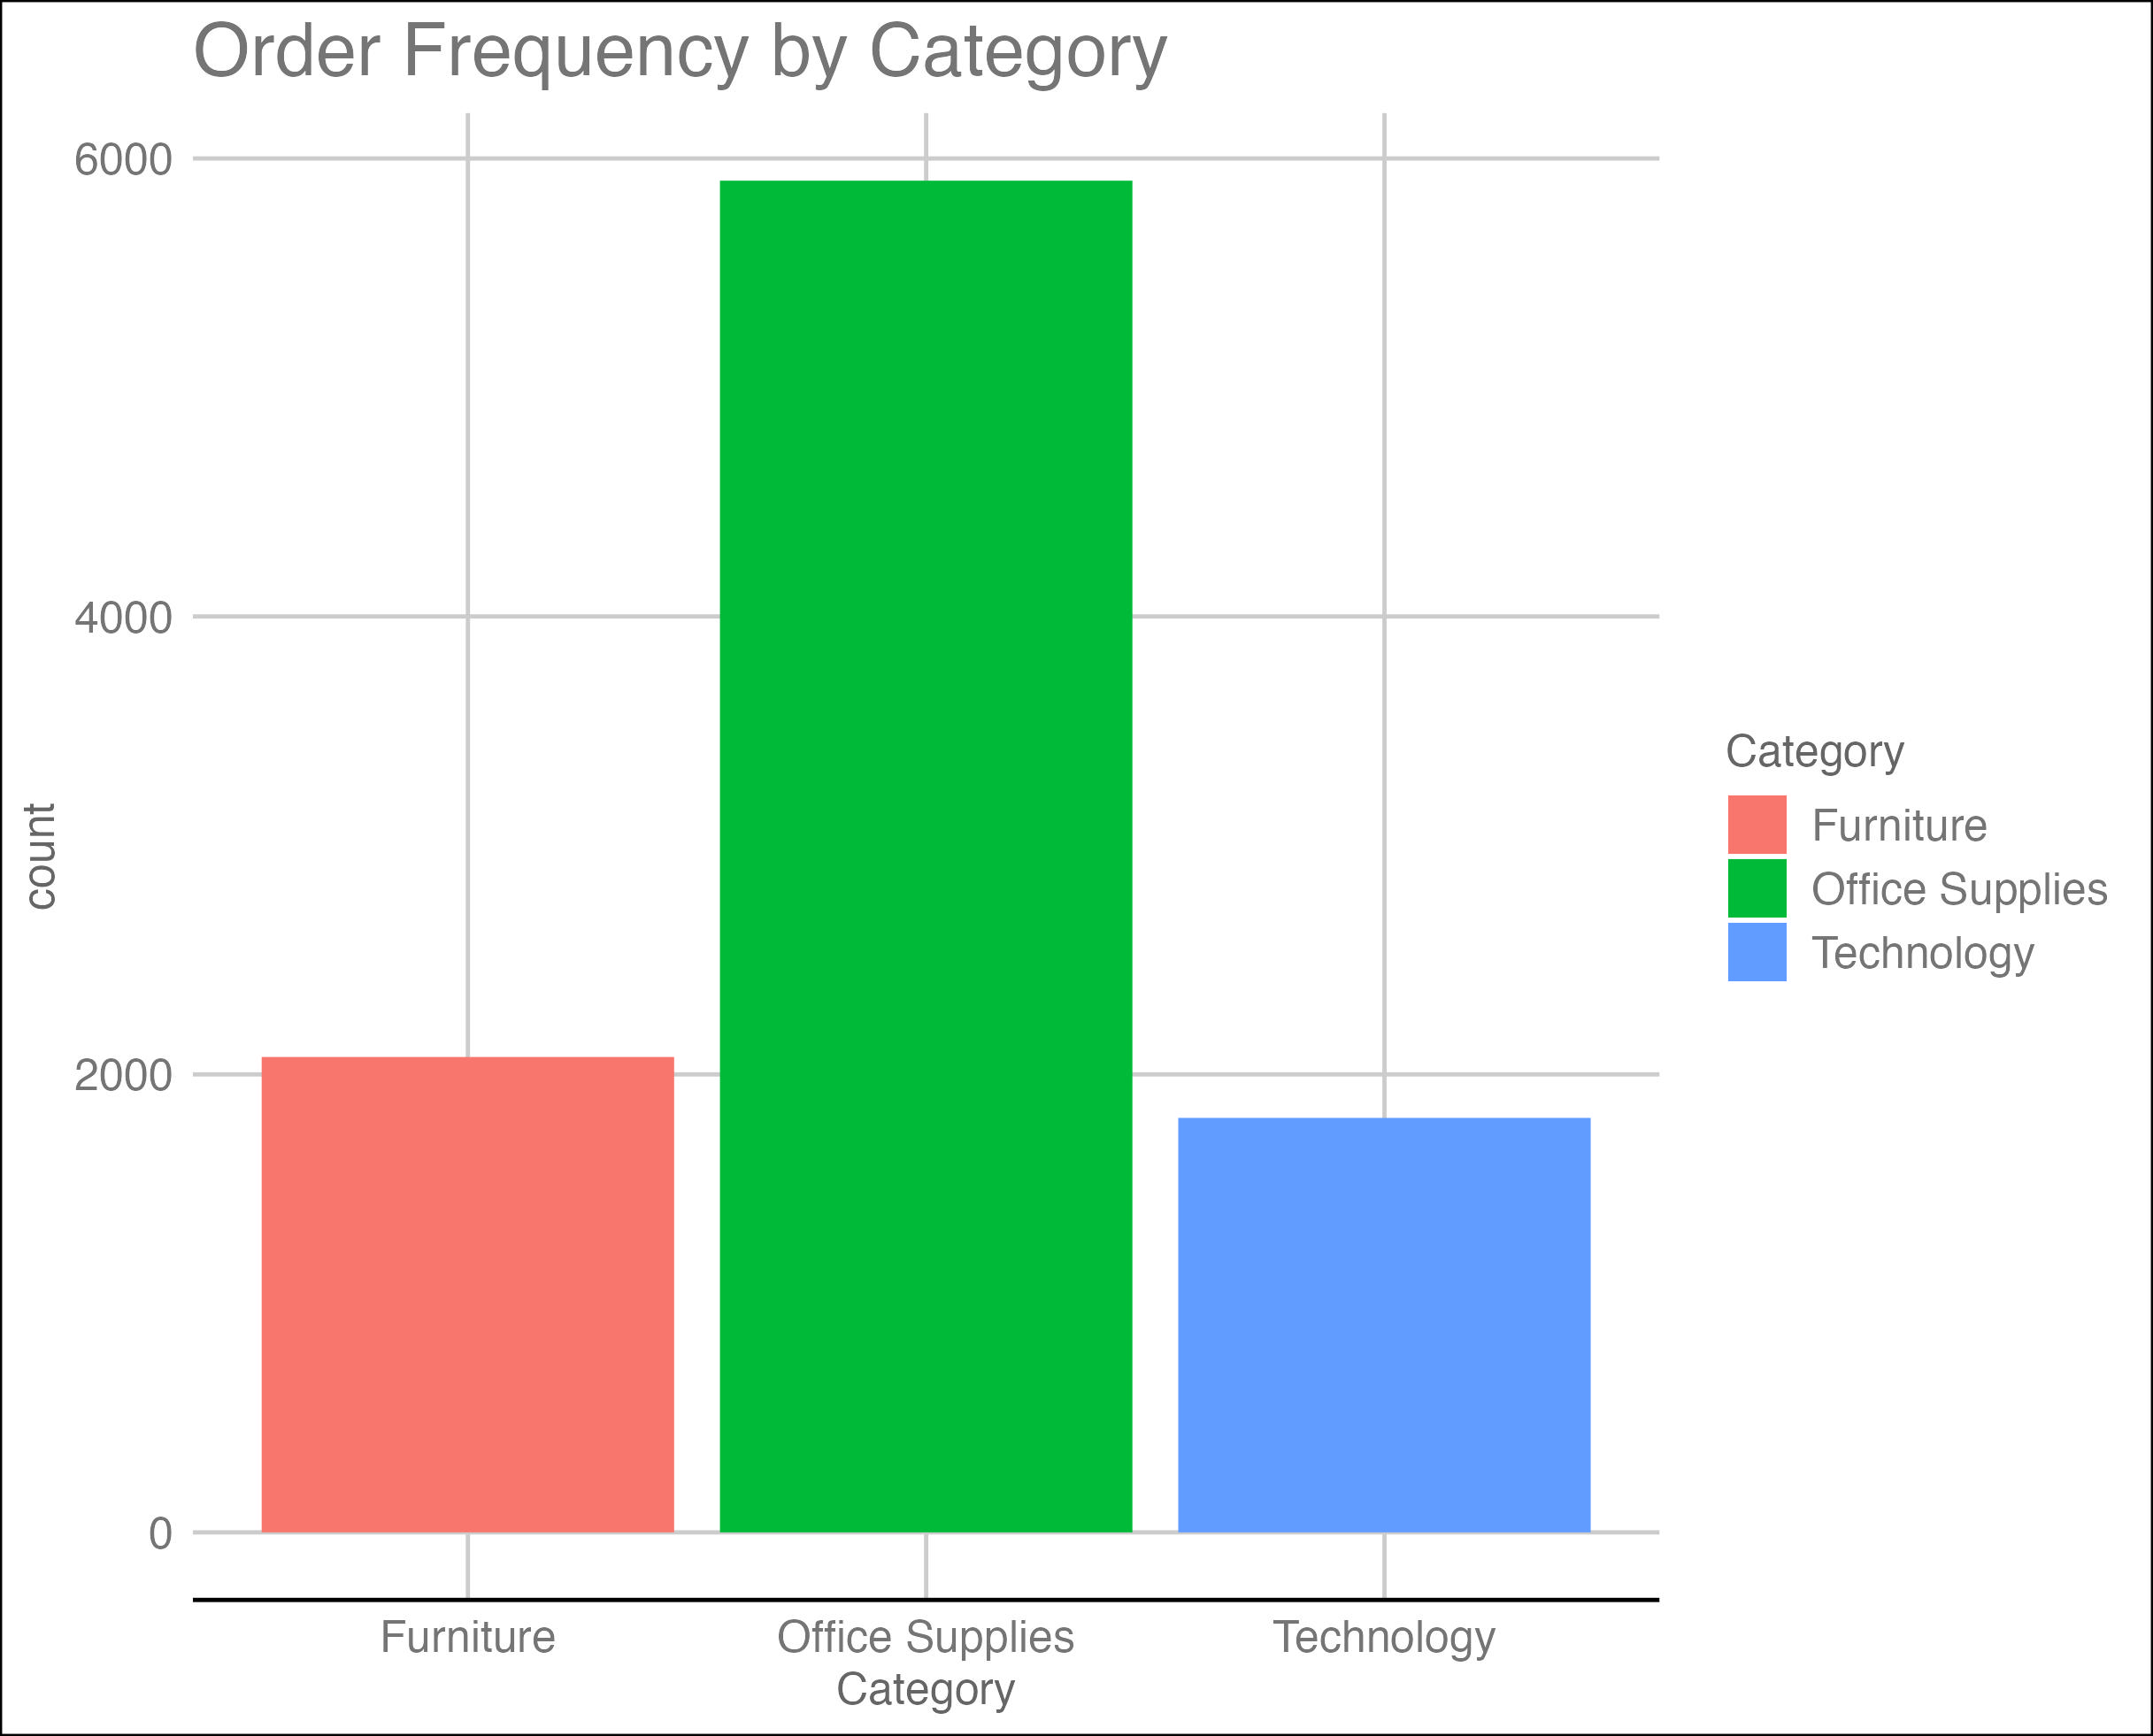 Order Frequency by Category
6000
4000
2000
0
count
Furniture
Office Supplies
Technology
Category
Category
Furniture
Office Supplies
Technology